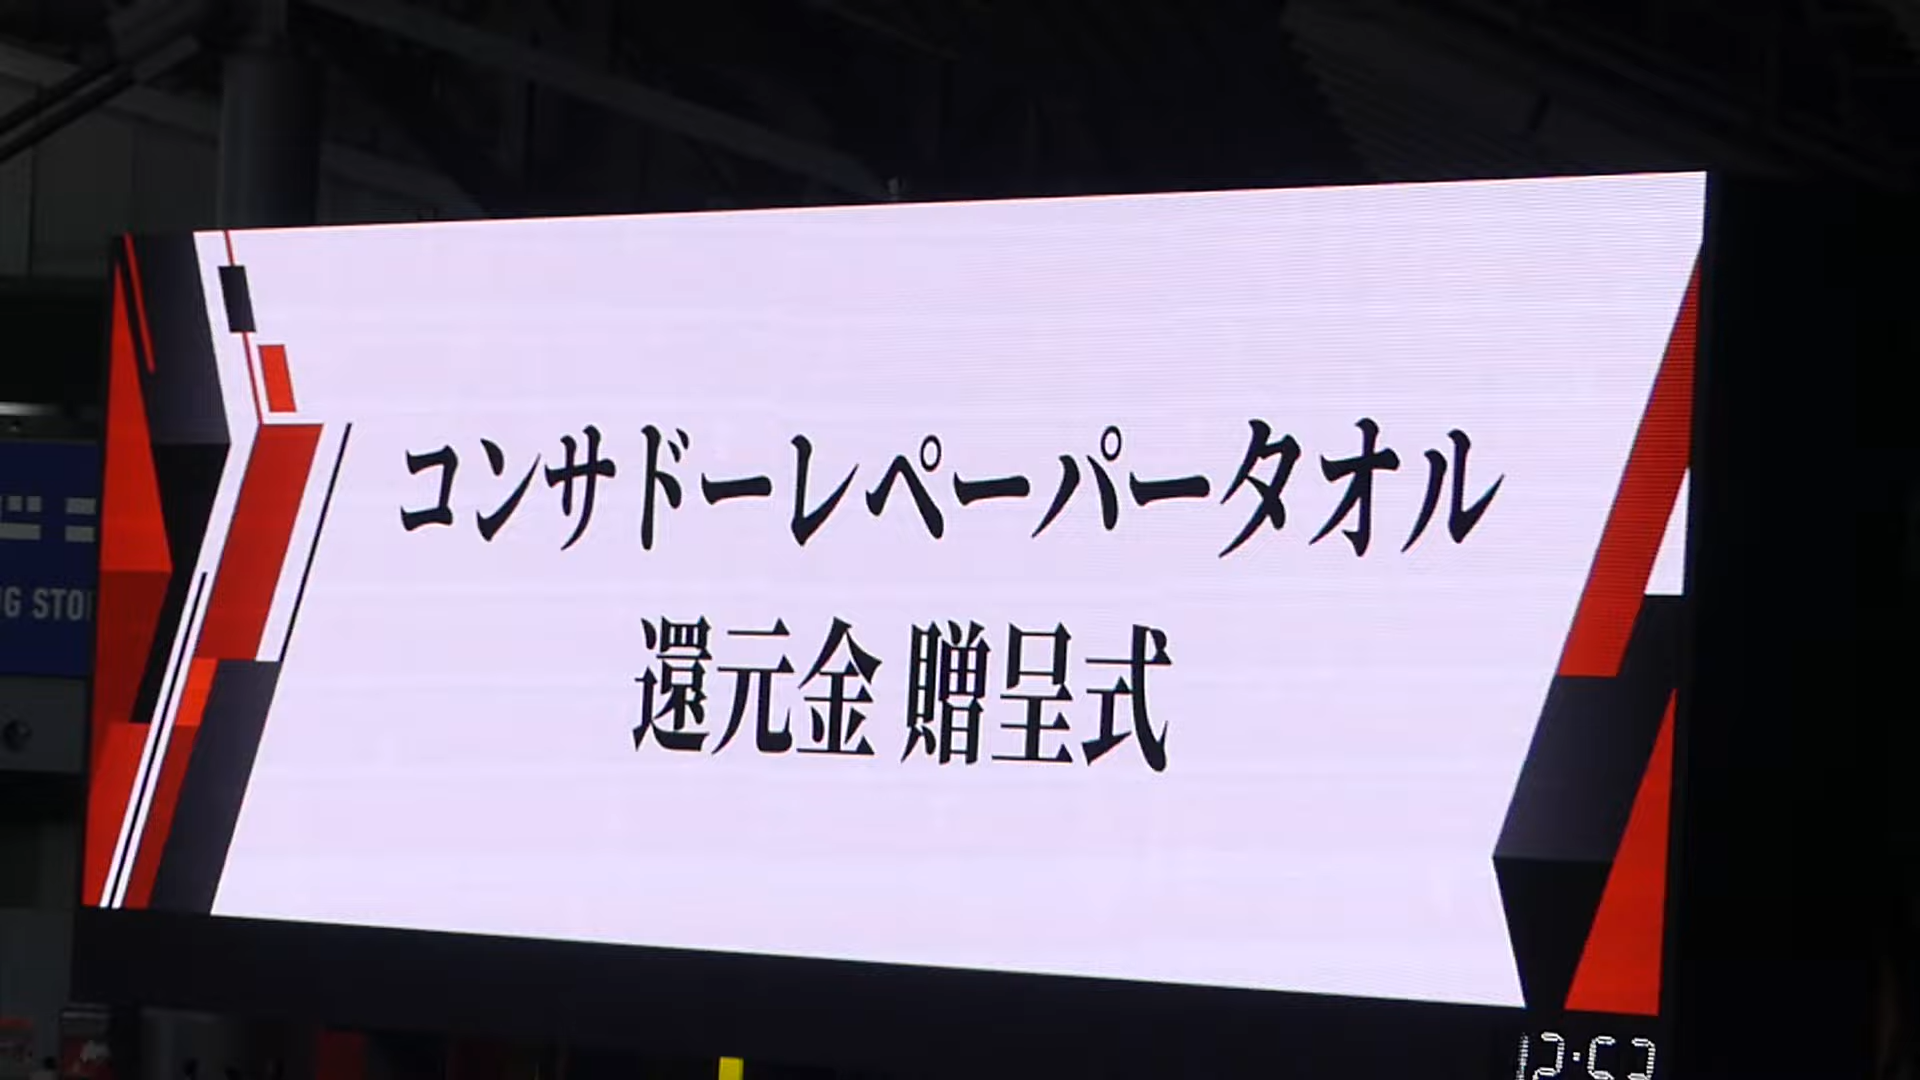 コンサドーレペーパータオル
還元金 贈呈式